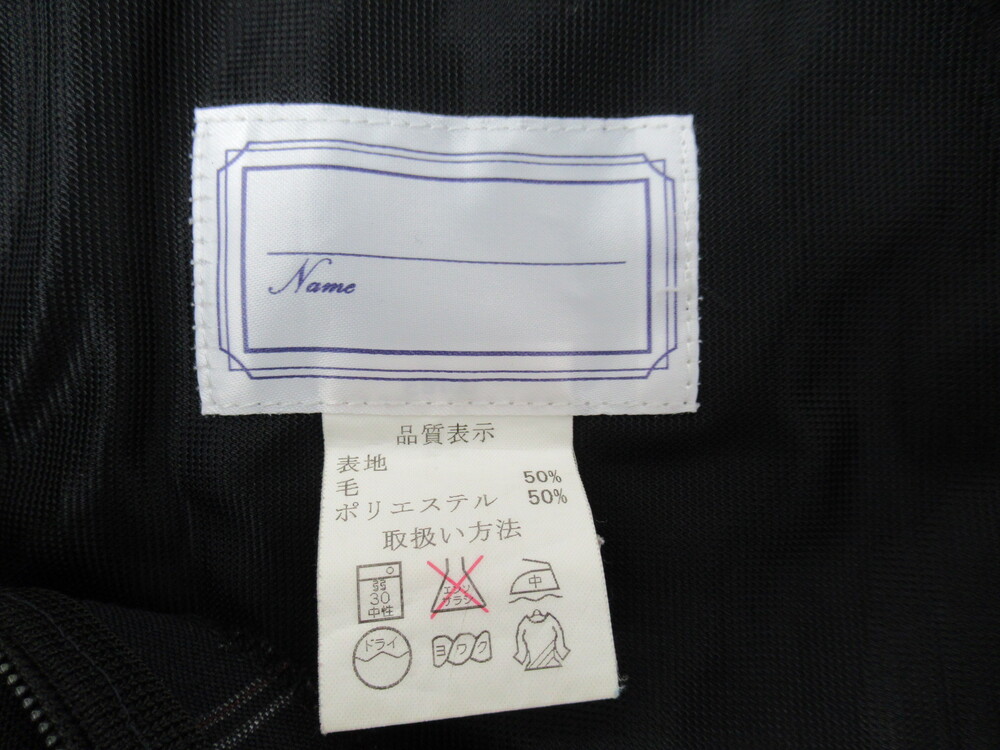 Name
品質表示
表地
毛 50%
ポリエステル 50%
取扱い方法
弱
30
中性
エンソ
サラシ
中
ドライ
ヨワク